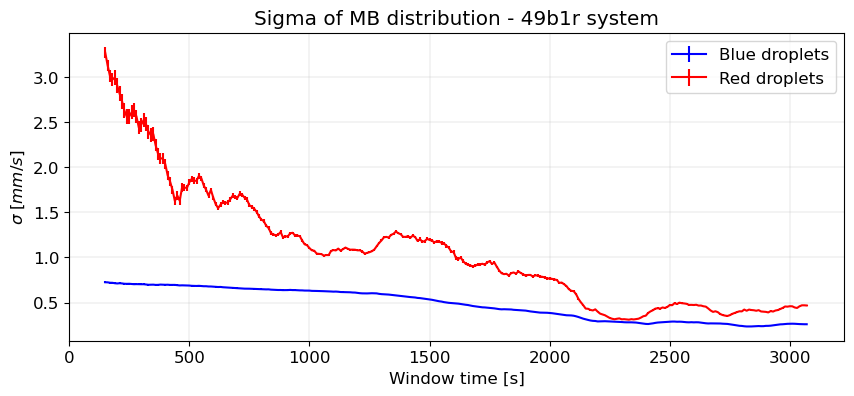 Sigma of MB distribution - 49b1r system
Blue droplets
Red droplets
σ [mm/s]
3.0
2.5
2.0
1.5
1.0
0.5
0 500 1000 1500 2000 2500 3000
Window time [s]